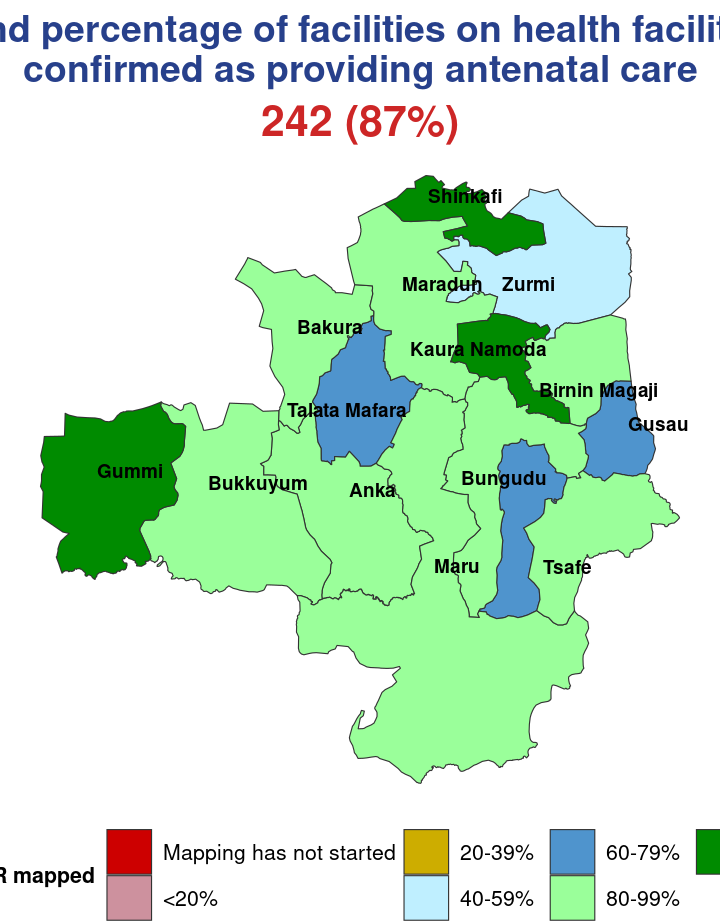 percentage of facilities on health
confirmed as providing antenatal care
242 (87%)
Shinkafi
Maradun Zurmi
Bakura
Kaura Namoda
Birnin Magaji
Talata Mafara
Gusau
Gummi
Bukkuyum
Anka
Bungudu
Maru
Tsafe
R mapped
Mapping has not started
20-39%
60-79%
<20%
40-59%
80-99%